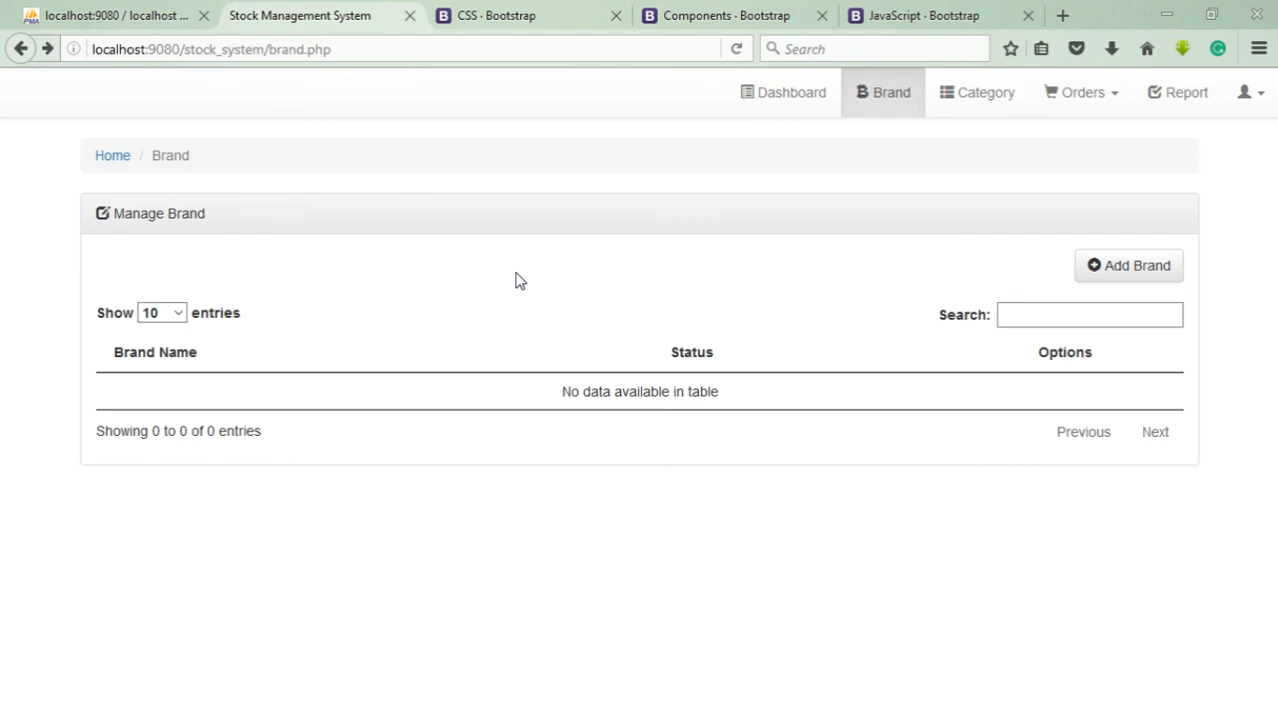 localhost:9080 / localhost ...
Stock Management System
CSS · Bootstrap
Components · Bootstrap
JavaScript · Bootstrap
localhost:9080/stock_system/brand.php
Search
Dashboard
Brand
Category
Orders
Report
Home / Brand
Manage Brand
Add Brand
Show 10 entries
Search:
Brand Name Status Options
No data available in table
Showing 0 to 0 of 0 entries
Previous Next